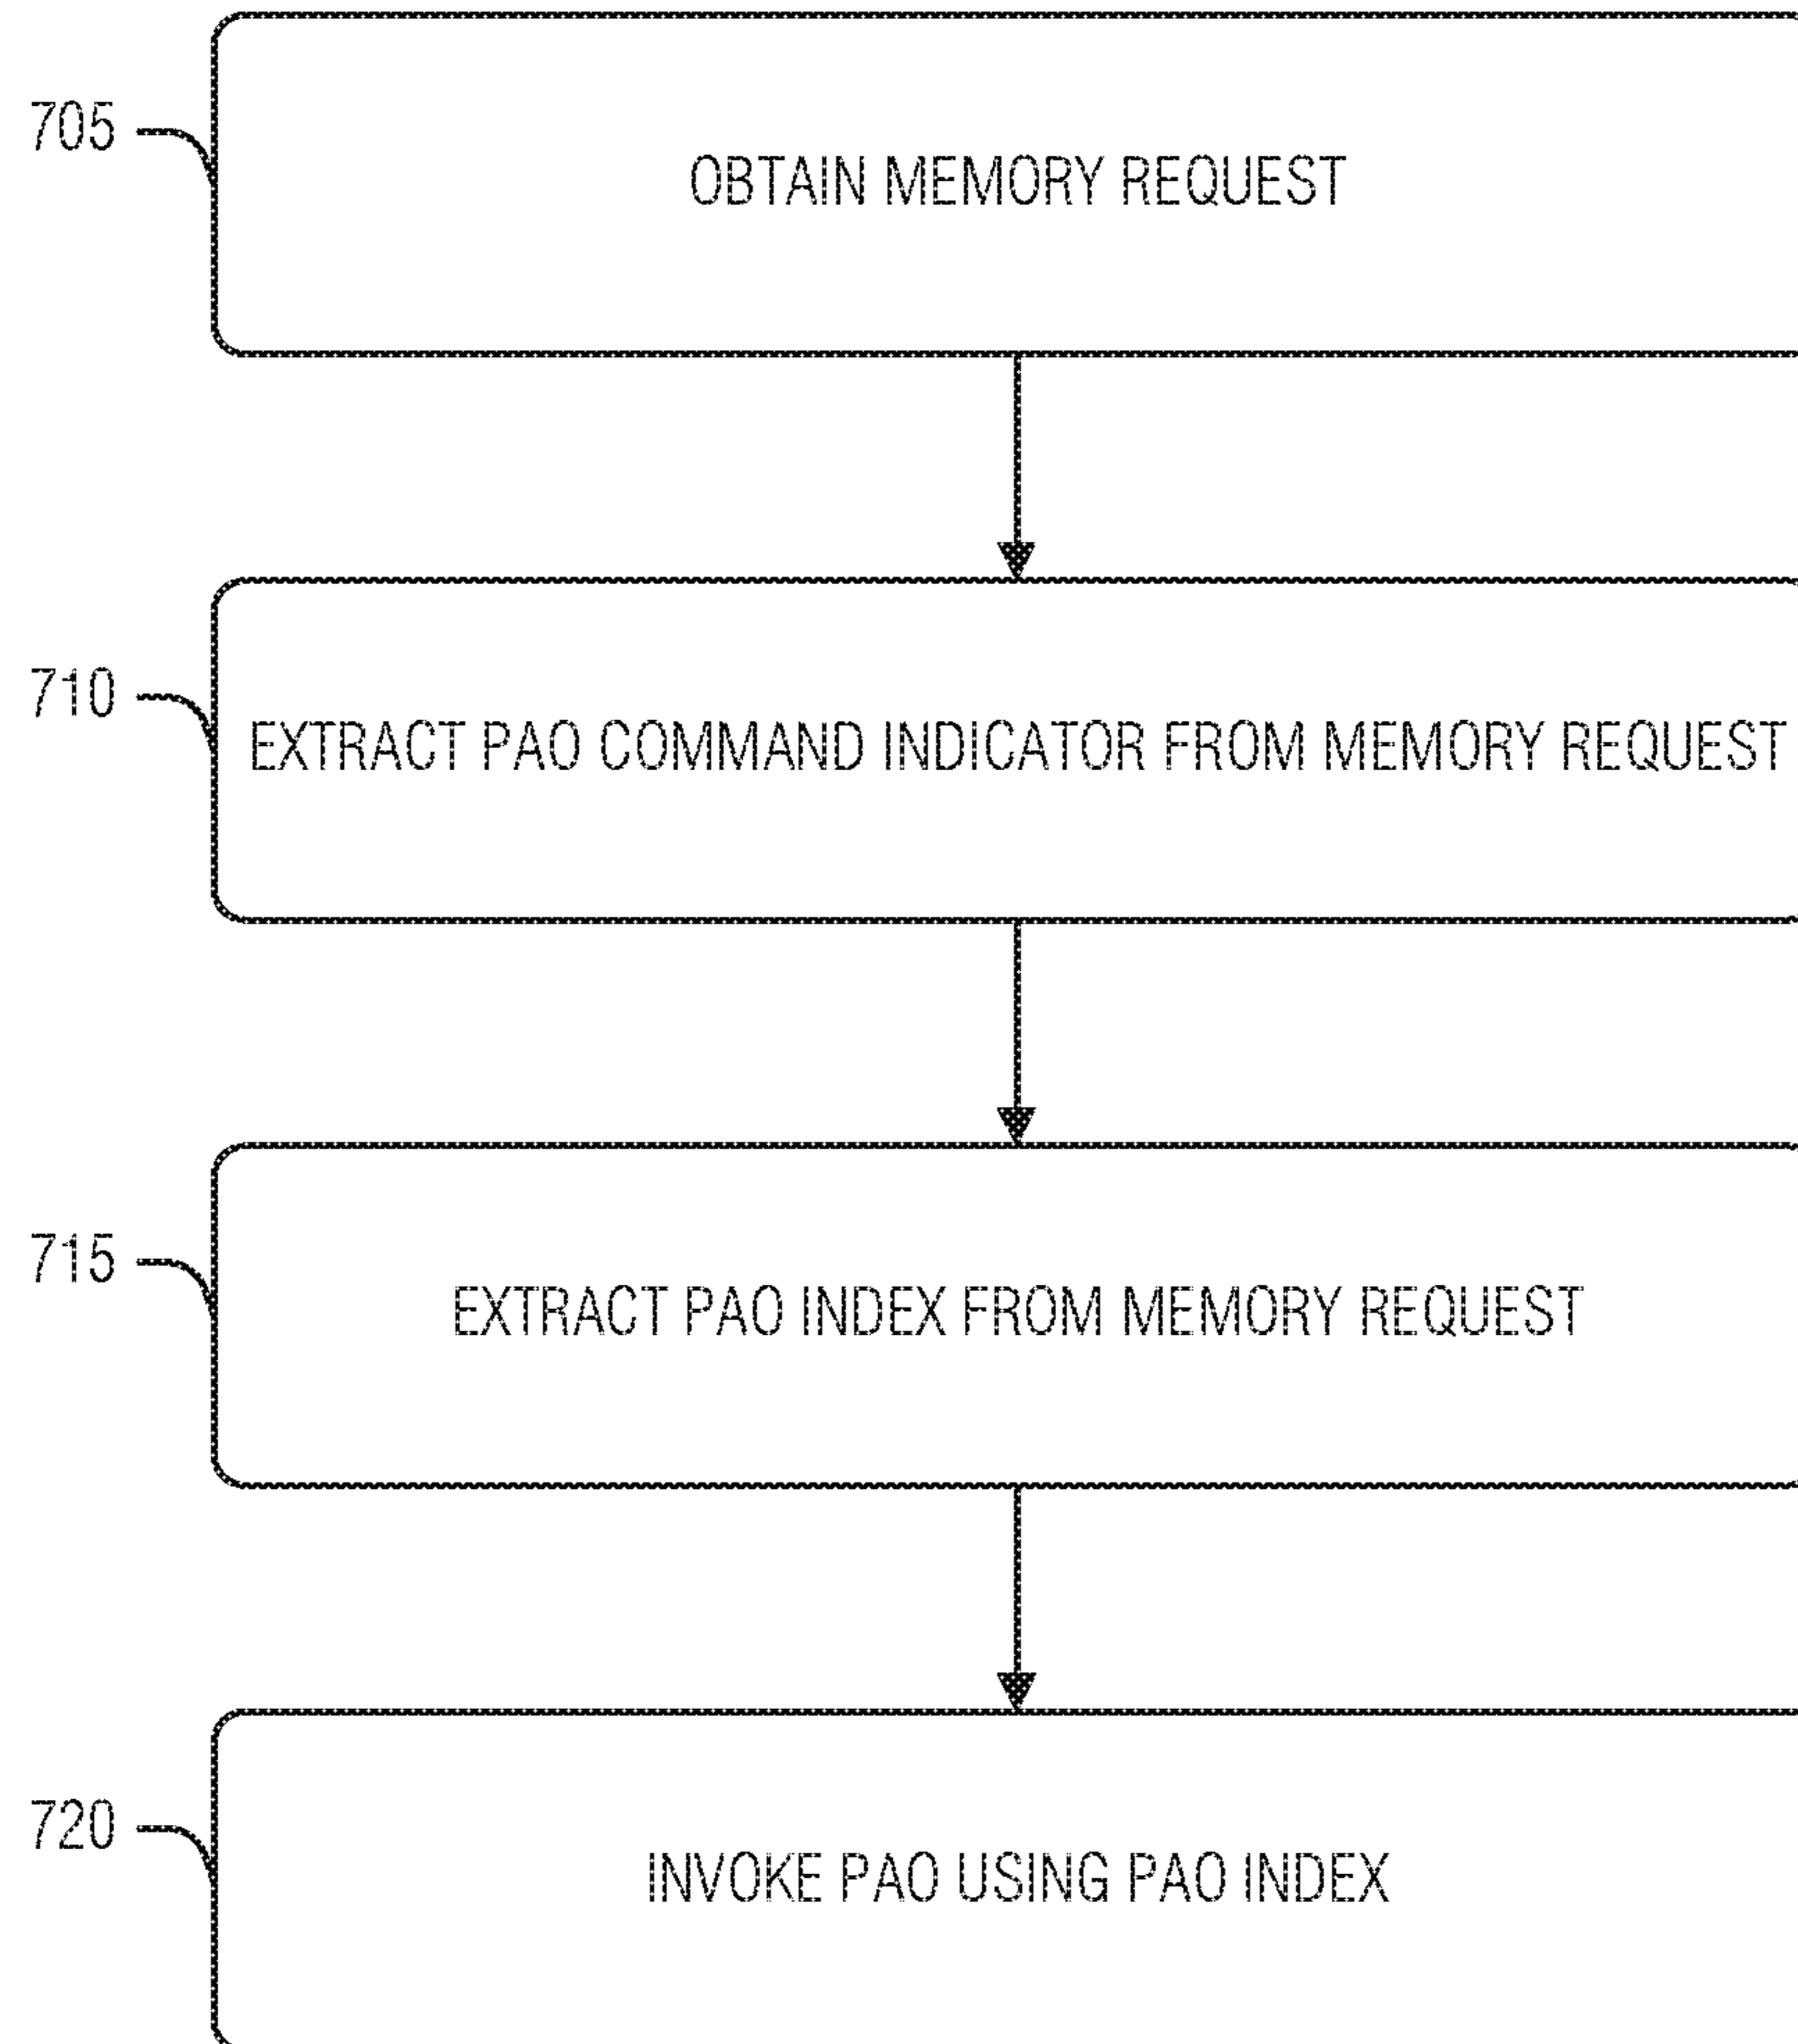 705
OBTAIN MEMORY REQUEST
710
EXTRACT PAO COMMAND INDICATOR FROM MEMORY REQUEST
715
EXTRACT PAO INDEX FROM MEMORY REQUEST
720
INVOKE PAO USING PAO INDEX